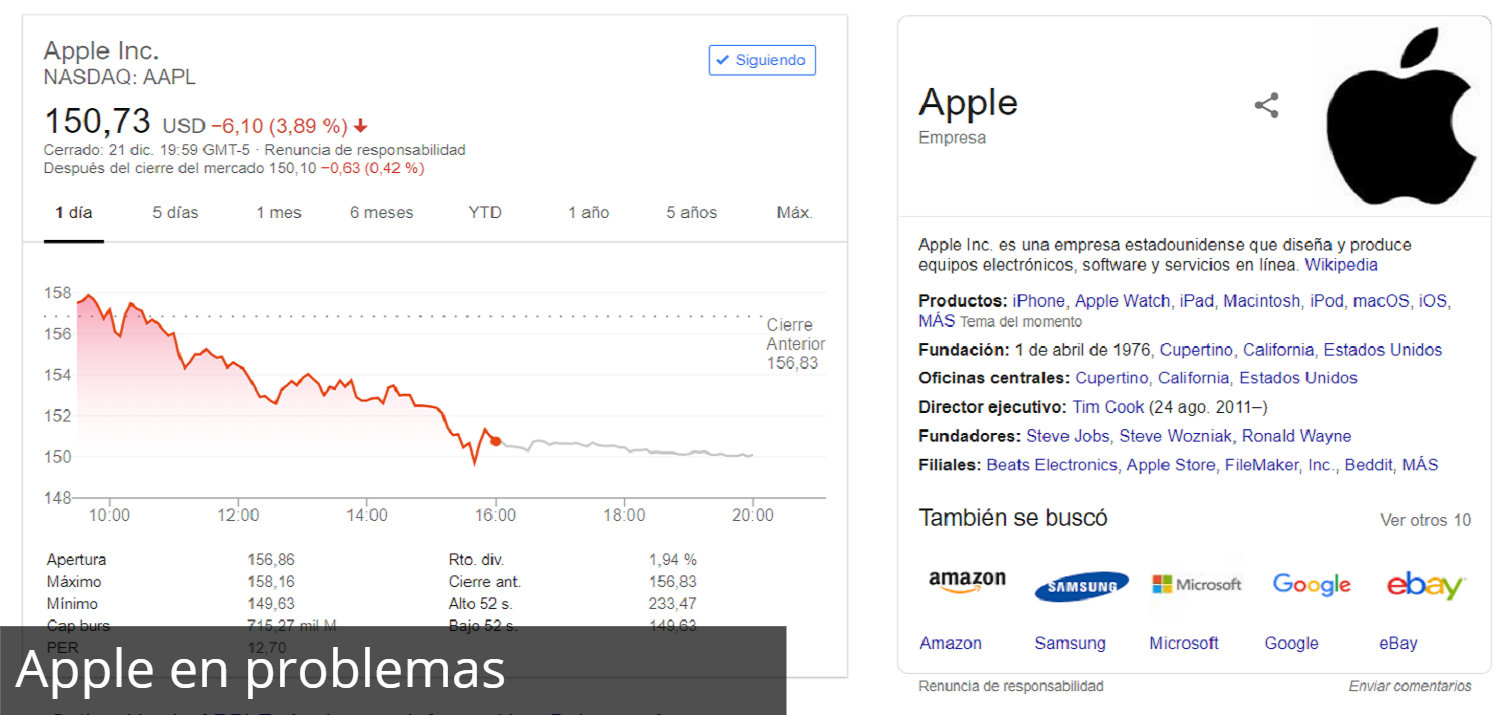 Apple Inc.
NASDAQ: AAPL
Siguiendo
150,73 USD −6,10 (3,89 %)
Cerrado: 21 dic. 19:59 GMT-5 · Renuncia de responsabilidad
Después del cierre del mercado 150,10 −0,63 (0,42 %)
1 día 5 días 1 mes 6 meses YTD 1 año 5 años Máx.
158
156
154
152
150
148
Cierre
Anterior
156,83
10:00 12:00 14:00 16:00 18:00 20:00
Apertura 156,86 Rto. div. 1,94 %
Máximo 158,16 Cierre ant. 156,83
Mínimo 149,63 Alto 52 s. 233,47
Cap burs 715,27 mil M Bajo 52 s. 149,63
PER 12,70
Apple en problemas
Apple
Empresa
Apple Inc. es una empresa estadounidense que diseña y produce
equipos electrónicos, software y servicios en línea. Wikipedia
Productos: iPhone, Apple Watch, iPad, Macintosh, iPod, macOS, iOS,
MÁS Tema del momento
Fundación: 1 de abril de 1976, Cupertino, California, Estados Unidos
Oficinas centrales: Cupertino, California, Estados Unidos
Director ejecutivo: Tim Cook (24 ago. 2011–)
Fundadores: Steve Jobs, Steve Wozniak, Ronald Wayne
Filiales: Beats Electronics, Apple Store, FileMaker, Inc., Beddit, MÁS
También se buscó Ver otros 10
amazon SAMSUNG Microsoft Google ebay
Amazon Samsung Microsoft Google eBay
Renuncia de responsabilidad Enviar comentarios